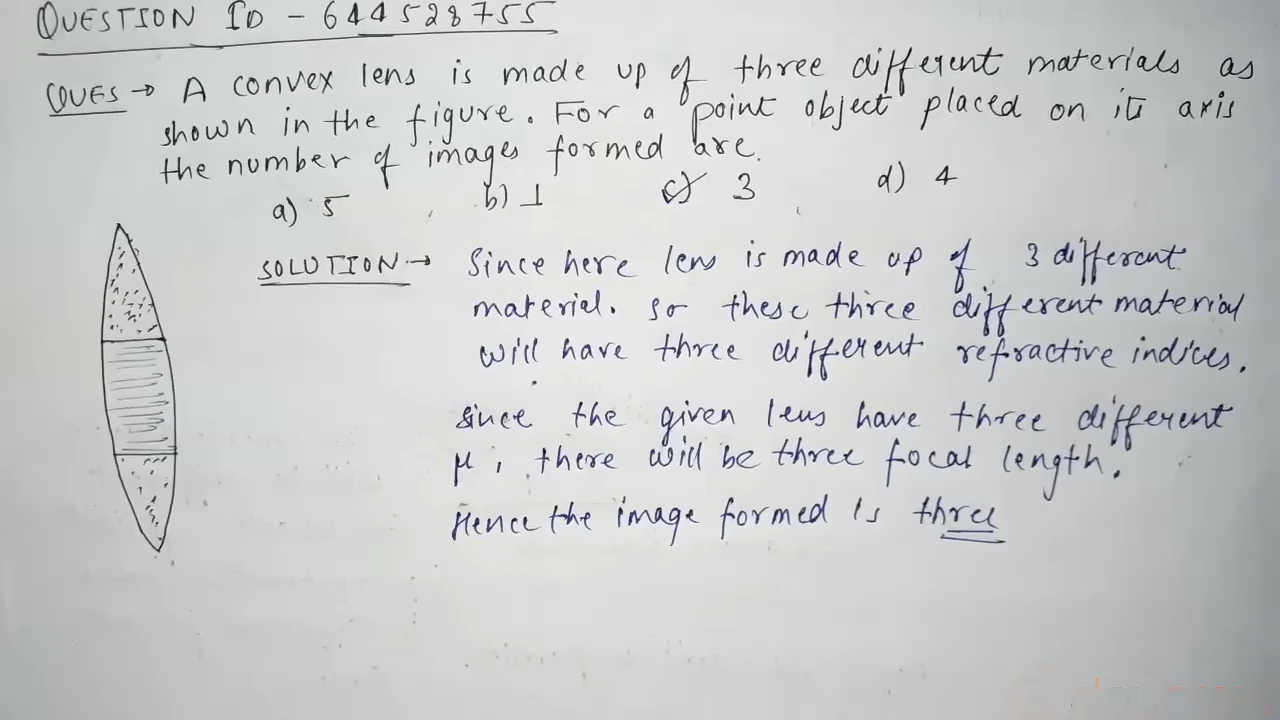 QUESTION ID - 644528755
QUES → A convex lens is made up of three different materials as
shown in the figure. For a point object placed on its axis
the number of images formed are.
a) 5 b) 1 c) 3 d) 4
SOLUTION → Since here lens is made up of 3 different
material. so these three different material
will have three different refractive indices.
since the given lens have three different
μ, there will be three focal length.
Hence the image formed is three